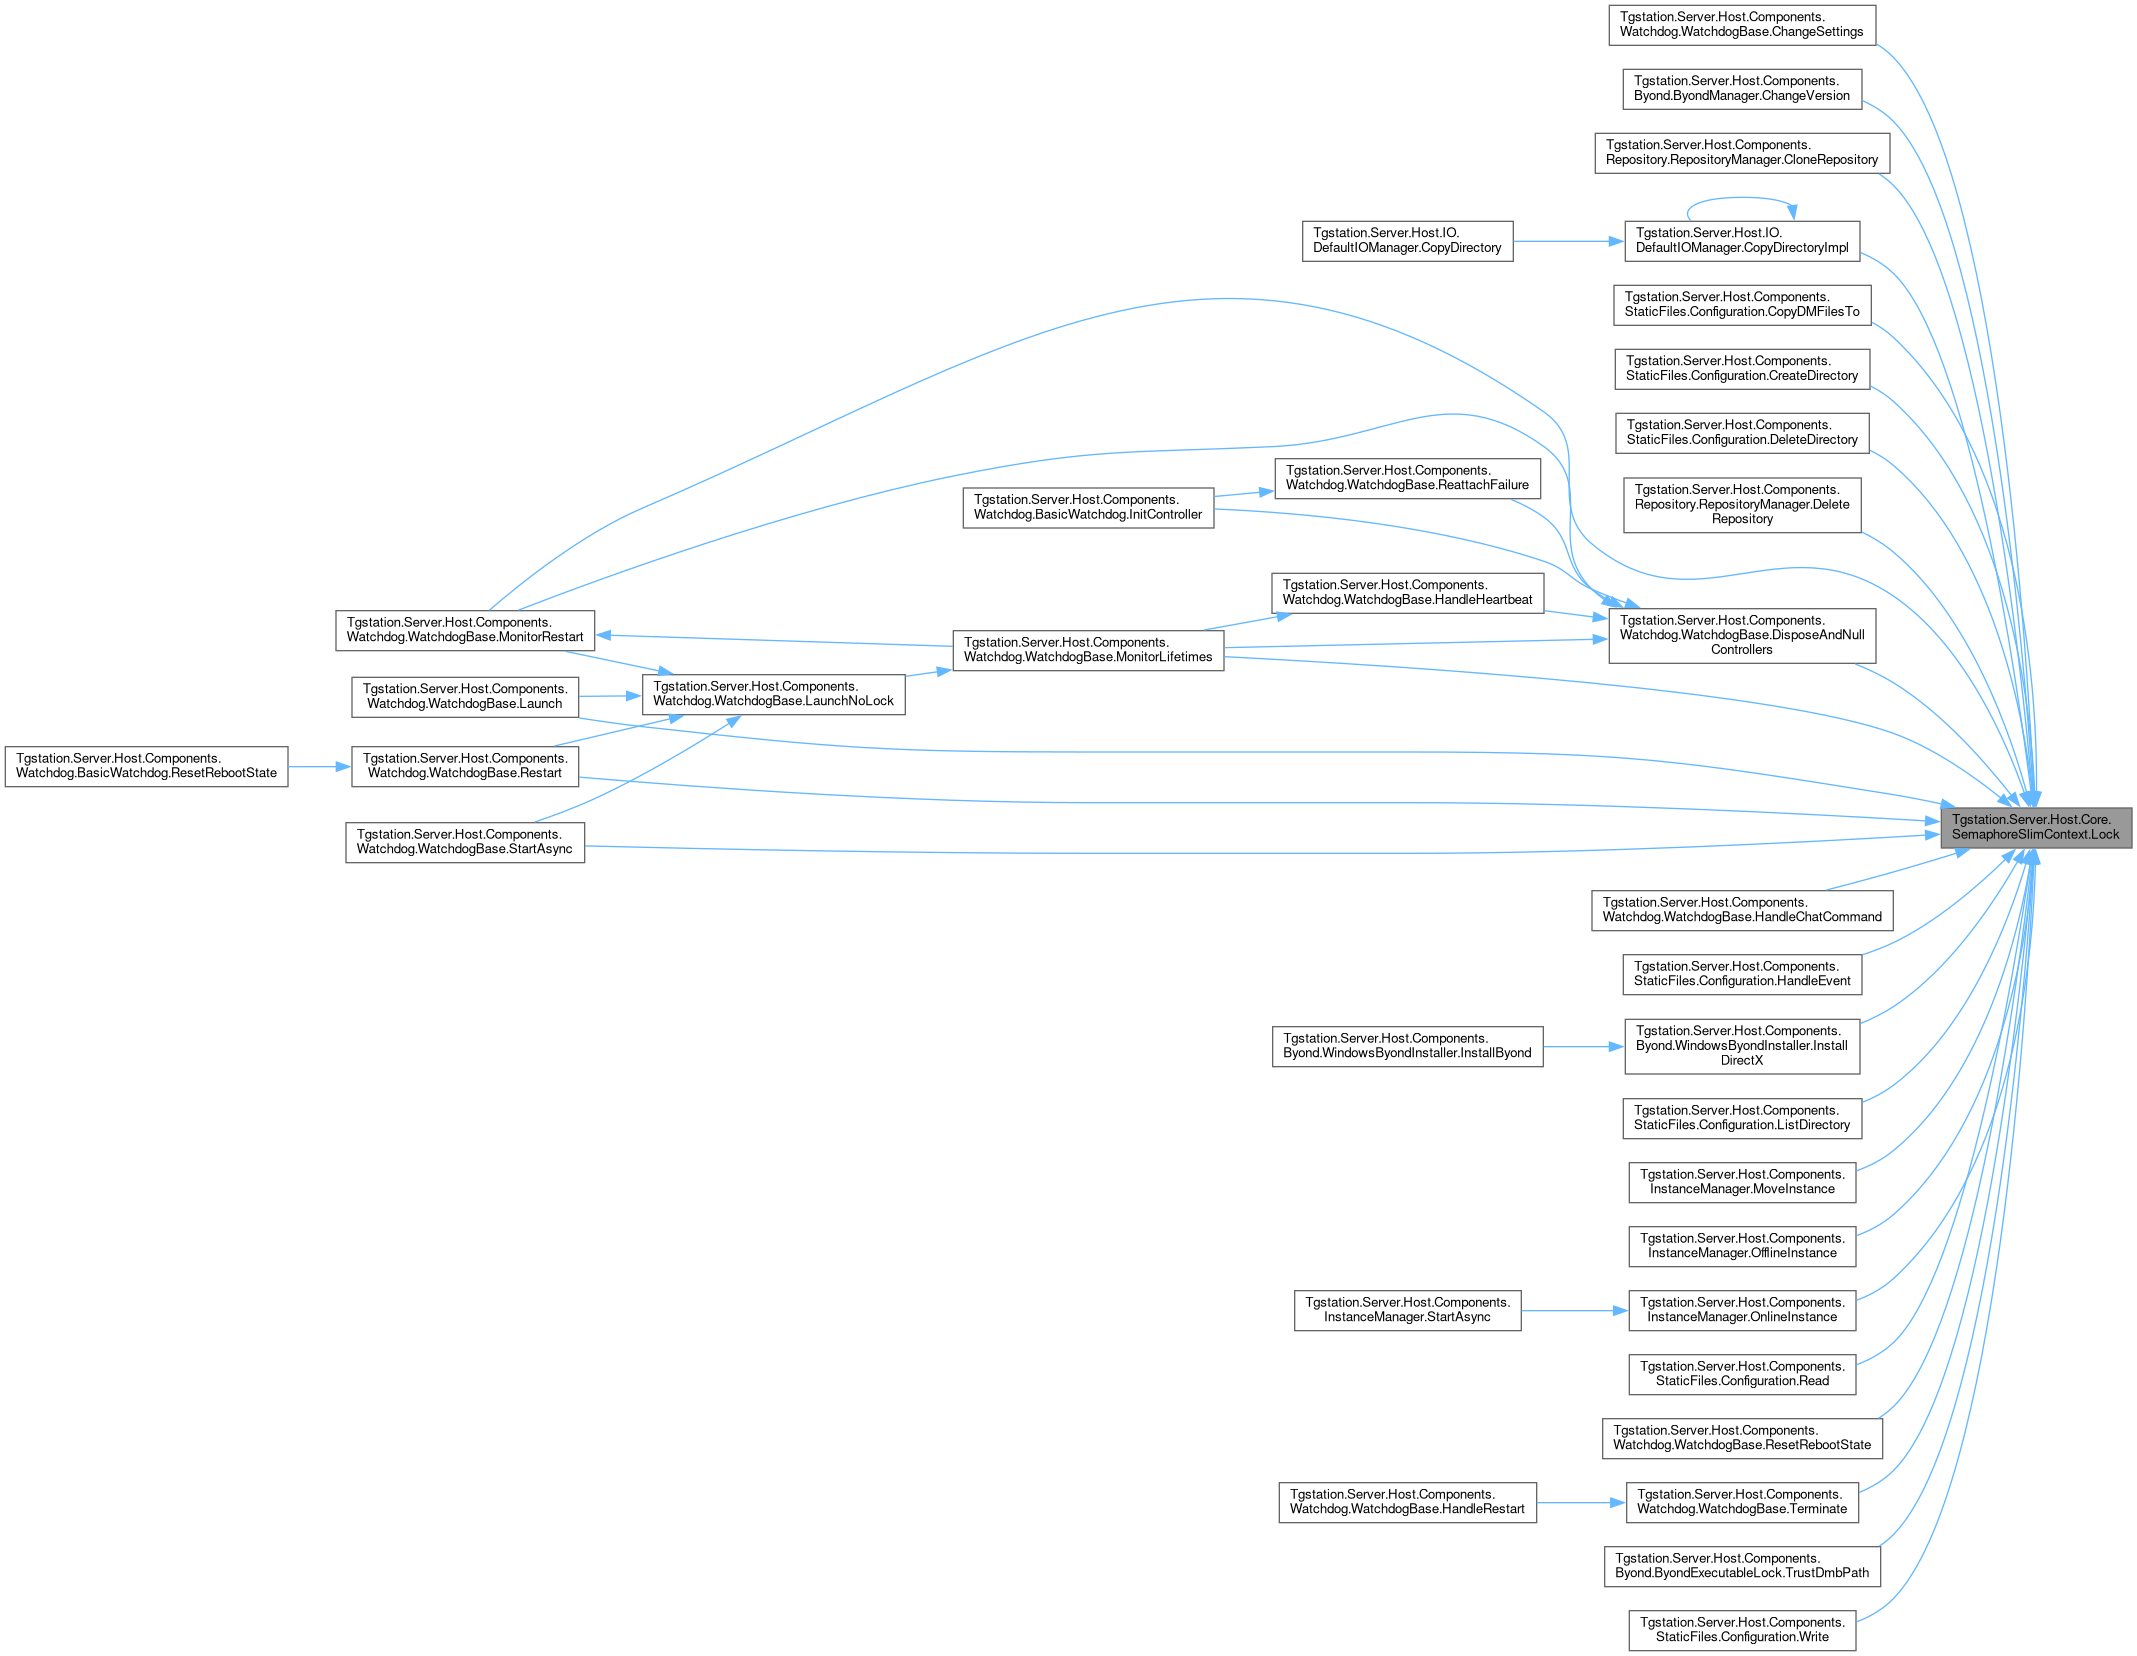 Tgstation.Server.Host.Components.
Watchdog.WatchdogBase.ChangeSettings
Tgstation.Server.Host.Components.
Byond.ByondManager.ChangeVersion
Tgstation.Server.Host.Components.
Repository.RepositoryManager.CloneRepository
Tgstation.Server.Host.IO.
DefaultIOManager.CopyDirectory
Tgstation.Server.Host.IO.
DefaultIOManager.CopyDirectoryImpl
Tgstation.Server.Host.Components.
StaticFiles.Configuration.CopyDMFilesTo
Tgstation.Server.Host.Components.
StaticFiles.Configuration.CreateDirectory
Tgstation.Server.Host.Components.
StaticFiles.Configuration.DeleteDirectory
Tgstation.Server.Host.Components.
Watchdog.WatchdogBase.ReattachFailure
Tgstation.Server.Host.Components.
Watchdog.BasicWatchdog.InitController
Tgstation.Server.Host.Components.
Repository.RepositoryManager.Delete
Repository
Tgstation.Server.Host.Components.
Watchdog.WatchdogBase.HandleHeartbeat
Tgstation.Server.Host.Components.
Watchdog.WatchdogBase.MonitorRestart
Tgstation.Server.Host.Components.
Watchdog.WatchdogBase.MonitorLifetimes
Tgstation.Server.Host.Components.
Watchdog.WatchdogBase.DisposeAndNull
Controllers
Tgstation.Server.Host.Components.
Watchdog.WatchdogBase.Launch
Tgstation.Server.Host.Components.
Watchdog.WatchdogBase.LaunchNoLock
Tgstation.Server.Host.Components.
Watchdog.BasicWatchdog.ResetRebootState
Tgstation.Server.Host.Components.
Watchdog.WatchdogBase.Restart
Tgstation.Server.Host.Components.
Watchdog.WatchdogBase.StartAsync
Tgstation.Server.Host.Core.
SemaphoreSlimContext.Lock
Tgstation.Server.Host.Components.
Watchdog.WatchdogBase.HandleChatCommand
Tgstation.Server.Host.Components.
StaticFiles.Configuration.HandleEvent
Tgstation.Server.Host.Components.
Byond.WindowsByondInstaller.InstallByond
Tgstation.Server.Host.Components.
Byond.WindowsByondInstaller.Install
DirectX
Tgstation.Server.Host.Components.
StaticFiles.Configuration.ListDirectory
Tgstation.Server.Host.Components.
InstanceManager.MoveInstance
Tgstation.Server.Host.Components.
InstanceManager.OfflineInstance
Tgstation.Server.Host.Components.
InstanceManager.StartAsync
Tgstation.Server.Host.Components.
InstanceManager.OnlineInstance
Tgstation.Server.Host.Components.
StaticFiles.Configuration.Read
Tgstation.Server.Host.Components.
Watchdog.WatchdogBase.ResetRebootState
Tgstation.Server.Host.Components.
Watchdog.WatchdogBase.HandleRestart
Tgstation.Server.Host.Components.
Watchdog.WatchdogBase.Terminate
Tgstation.Server.Host.Components.
Byond.ByondExecutableLock.TrustDmbPath
Tgstation.Server.Host.Components.
StaticFiles.Configuration.Write